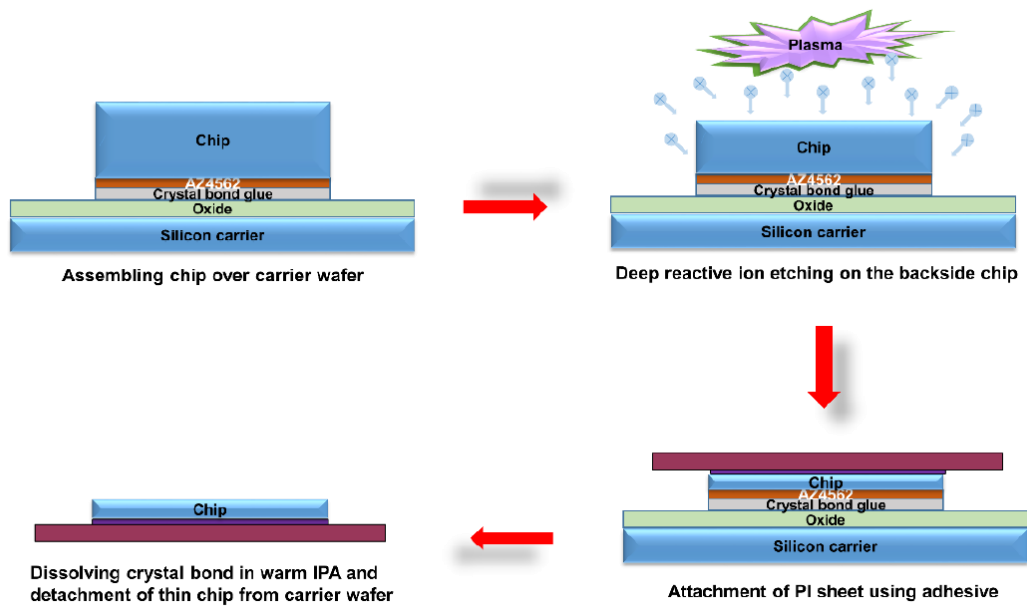 Chip
AZ4562
Crystal bond glue
Oxide
Silicon carrier
Assembling chip over carrier wafer
Plasma
Chip
AZ4562
Crystal bond glue
Oxide
Silicon carrier
Deep reactive ion etching on the backside chip
Chip
AZ4562
Crystal bond glue
Oxide
Silicon carrier
Attachment of PI sheet using adhesive
Chip
Dissolving crystal bond in warm IPA and
detachment of thin chip from carrier wafer